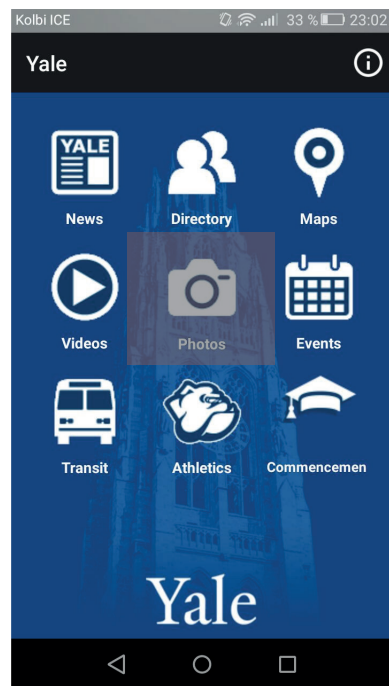 Kolbi ICE 33 % 23:02
Yale
YALE
News Directory Maps
Videos Photos Events
Transit Athletics Commencemen
Yale